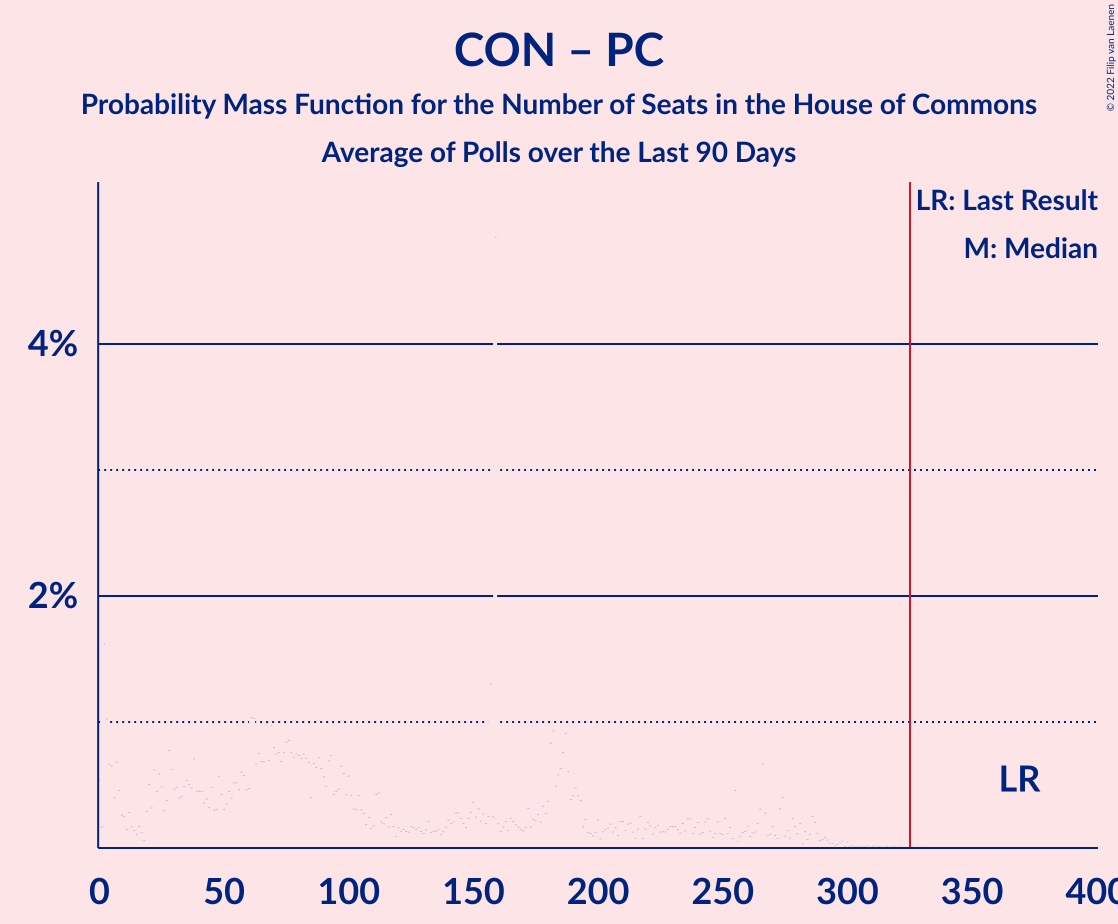 CON – PC
Probability Mass Function for the Number of Seats in the House of Commons
Average of Polls over the Last 90 Days
© 2022 Filip van Laenen
LR: Last Result
M: Median
4%
2%
LR
0 50 100 150 200 250 300 350 400